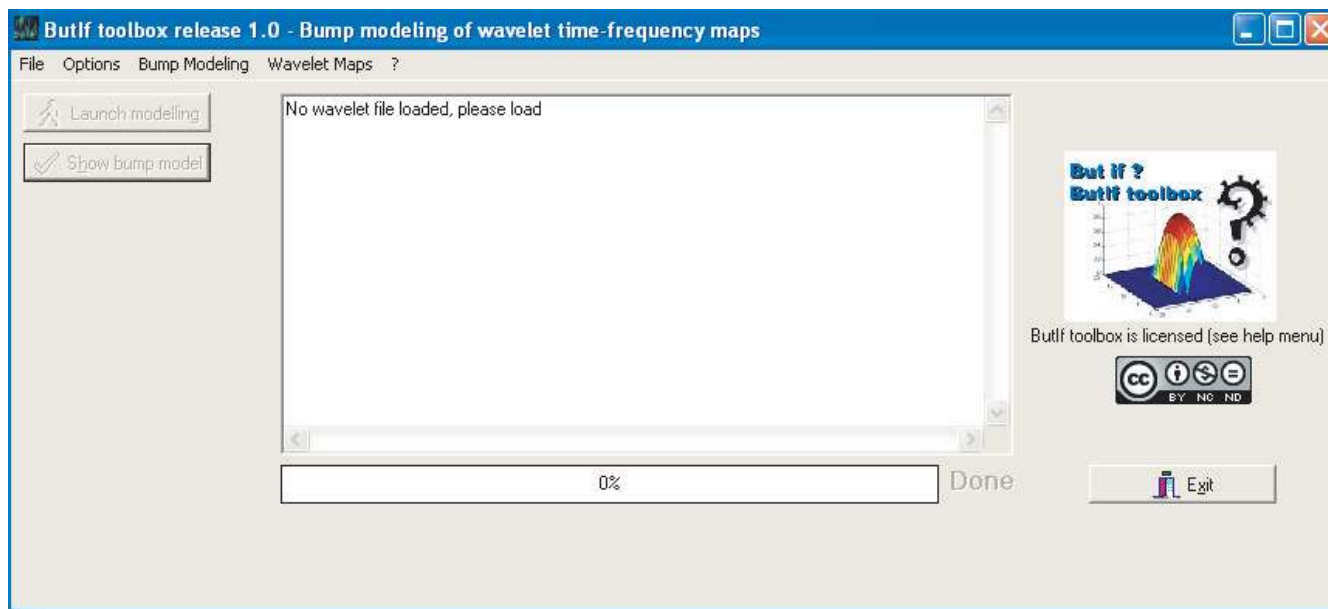 ButIf toolbox release 1.0 - Bump modeling of wavelet time-frequency maps
File Options Bump Modeling Wavelet Maps ?
Launch modelling
Show bump model
No wavelet file loaded, please load
But if ?
ButIf toolbox
ButIf toolbox is licensed (see help menu)
cc
BY NC ND
0%
Done
Exit